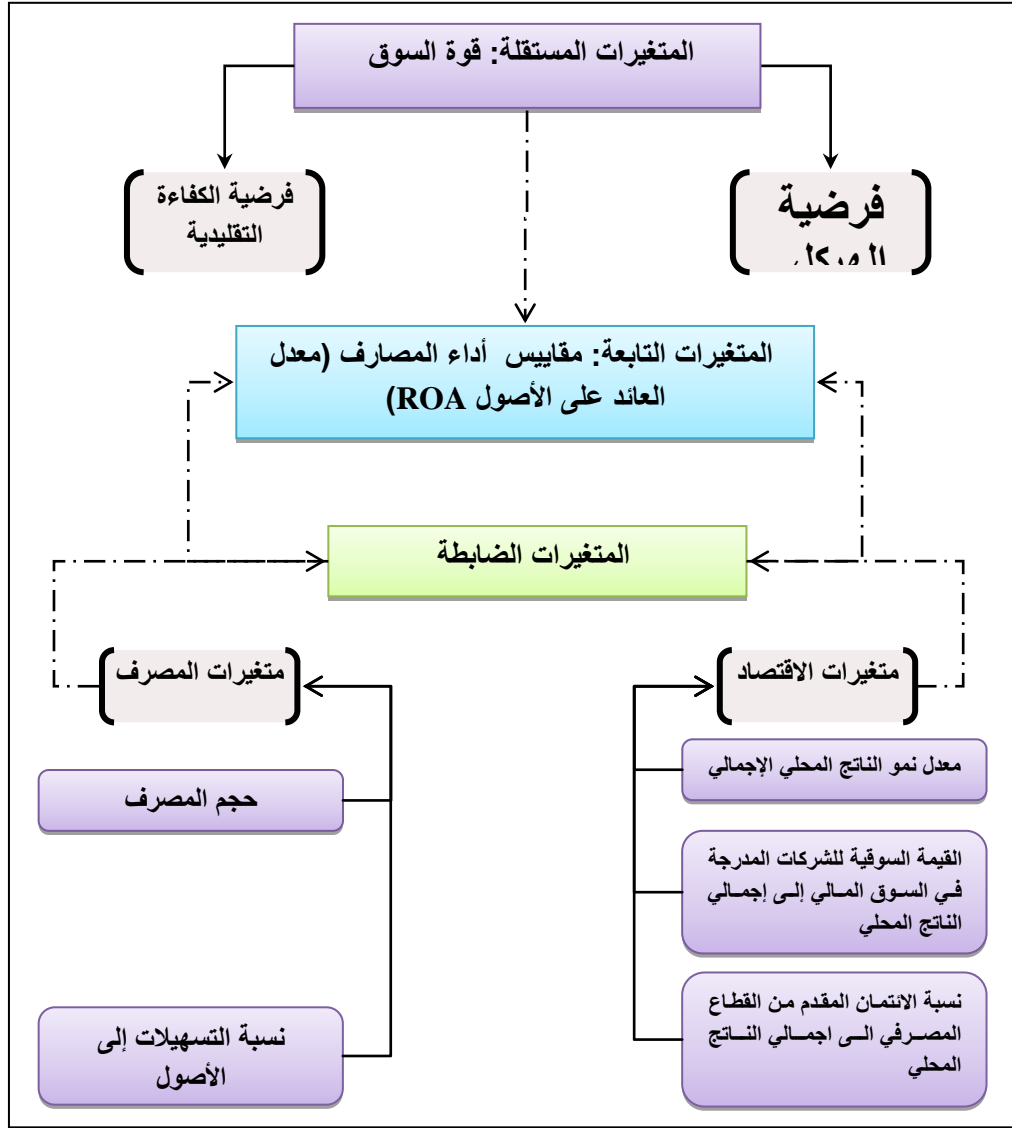 المتغيرات المستقلة: قوة السوق
فرضية
فرضية الكفاءة
التقليدية
المتغيرات التابعة: مقاييس أداء المصارف (معدل
العائد على الأصول ROA)
المتغيرات الضابطة
متغيرات الاقتصاد
متغيرات المصرف
معدل نمو الناتج المحلي الإجمالي
القيمة السوقية للشركات المدرجة
في السوق المالي إلى إجمالي
الناتج المحلي
نسبة الائتمان المقدم من القطاع
المصرفي الى اجمالي الناتج
المحلي
حجم المصرف
نسبة التسهيلات إلى
الأصول